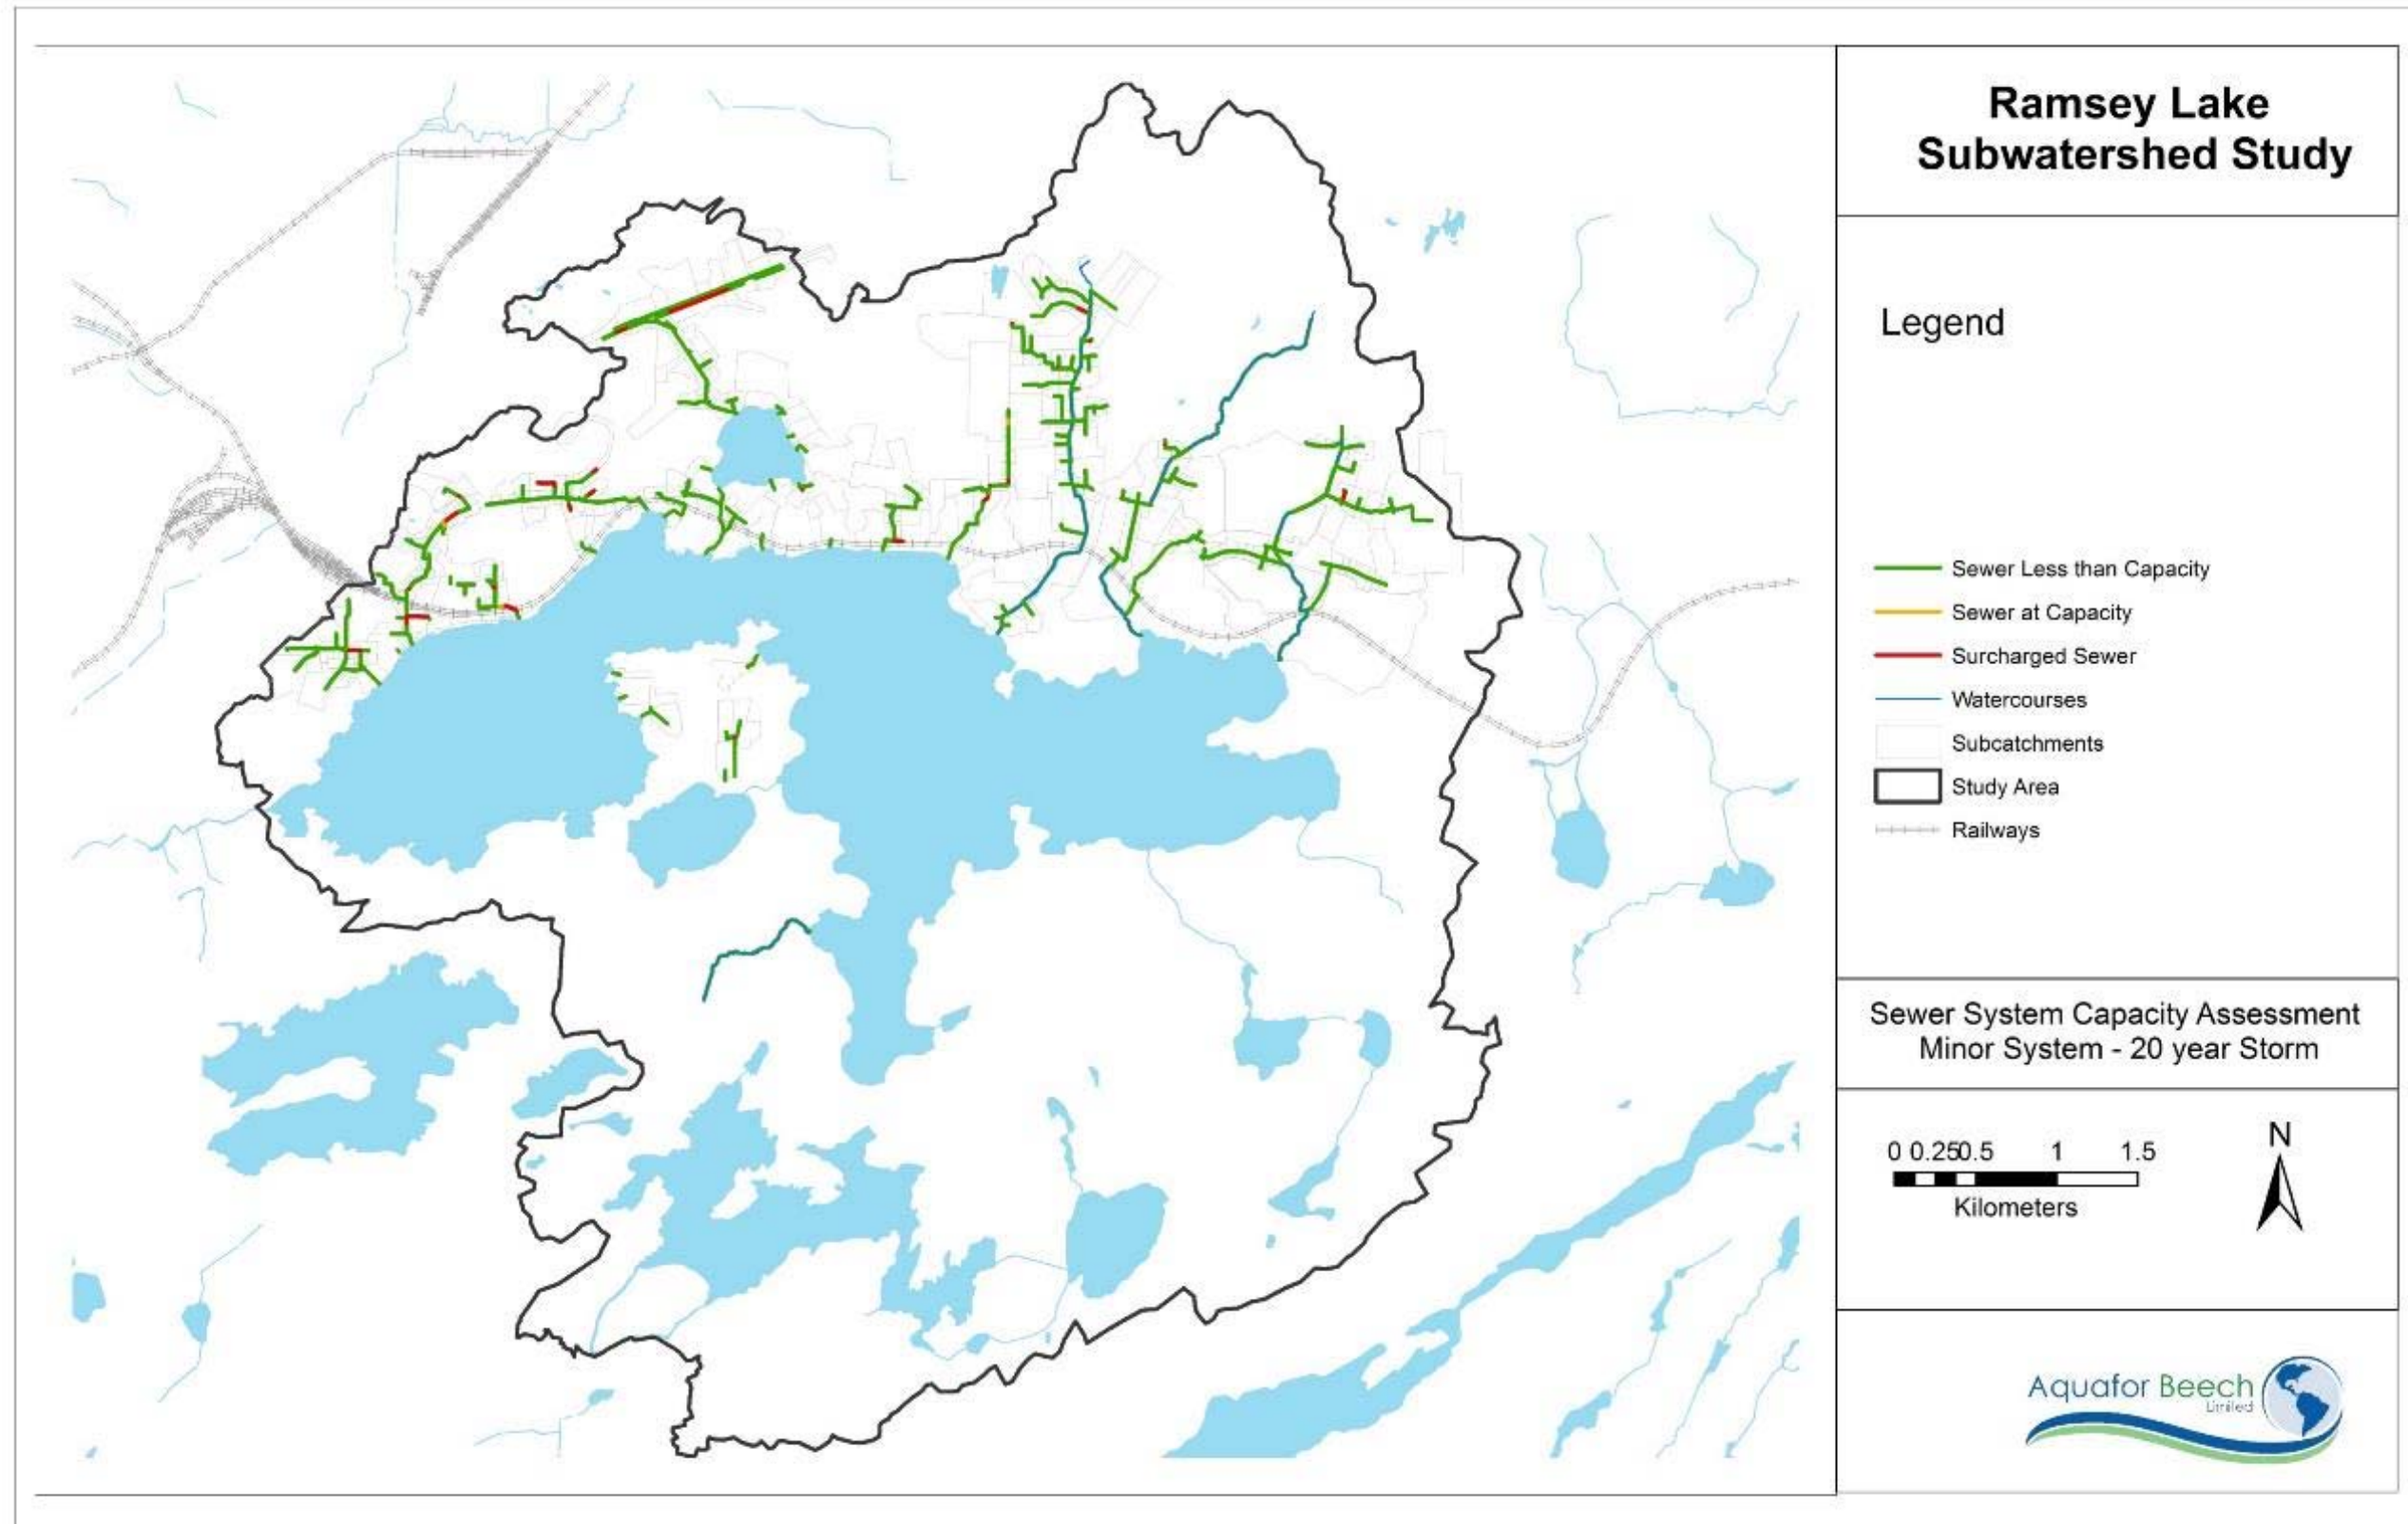 Ramsey Lake
Subwatershed Study
Legend
Sewer Less than Capacity
Sewer at Capacity
Surcharged Sewer
Watercourses
Subcatchments
Study Area
Railways
Sewer System Capacity Assessment
Minor System - 20 year Storm
0 0.25 0.5 1 1.5
Kilometers
N
Aquafor Beech
Limited